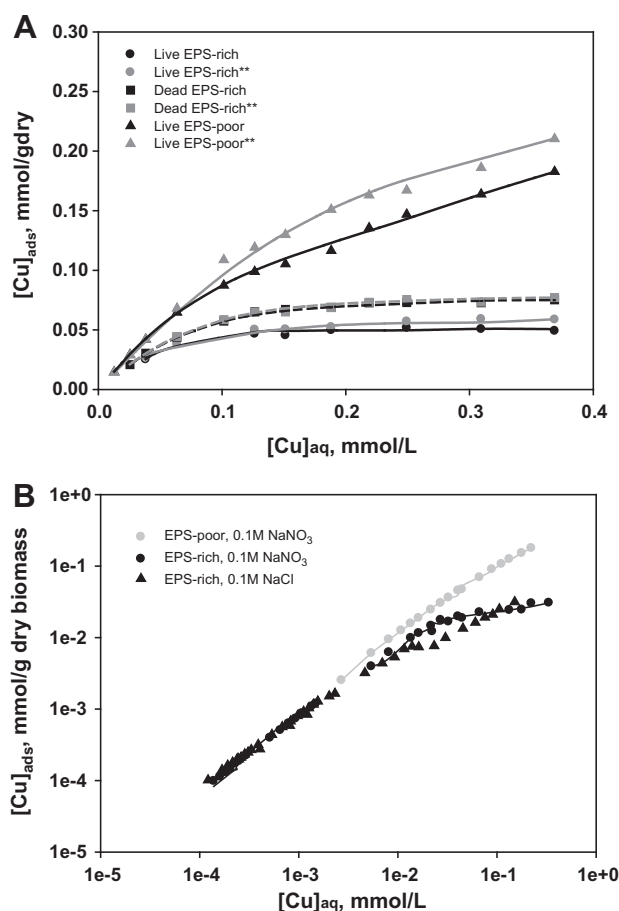 A
0.30
0.25
0.20
0.15
0.10
0.05
0.00
[Cu]ads, mmol/gdry
Live EPS-rich
Live EPS-rich**
Dead EPS-rich
Dead EPS-rich**
Live EPS-poor
Live EPS-poor**
0.0 0.1 0.2 0.3 0.4
[Cu]aq, mmol/L
B
1e+0
1e-1
1e-2
1e-3
1e-4
1e-5
[Cu]ads, mmol/g dry biomass
EPS-poor, 0.1M NaNO3
EPS-rich, 0.1M NaNO3
EPS-rich, 0.1M NaCl
1e-5 1e-4 1e-3 1e-2 1e-1 1e+0
[Cu]aq, mmol/L